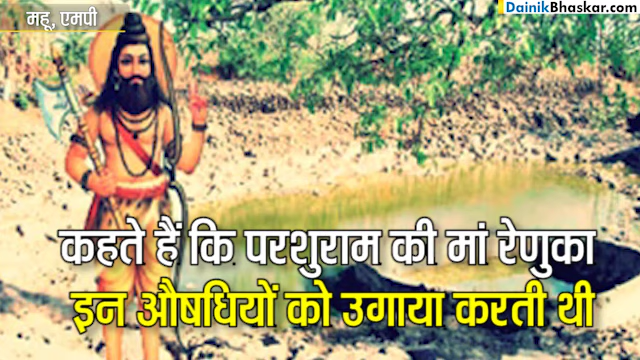 महू, एमपी
DainikBhaskar.com
कहते हैं कि परशुराम की मां रेणुका
इन औषधियों को उगाया करती थी